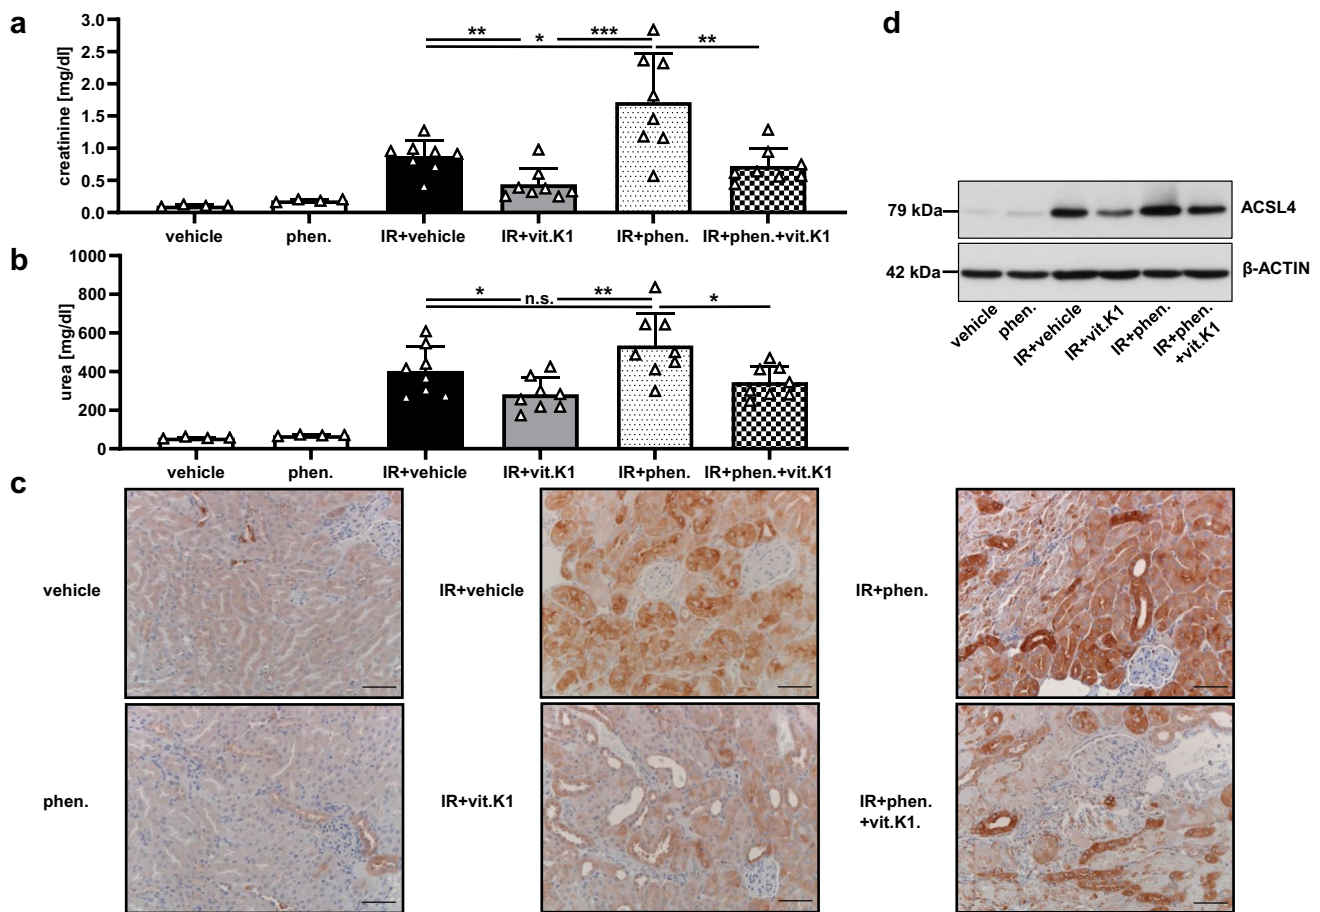 a
creatinine [mg/dl]
3.0
2.5
2.0
1.5
1.0
0.5
0.0
** * *** **
vehicle phen. IR+vehicle IR+vit.K1 IR+phen. IR+phen.+vit.K1
b
urea [mg/dl]
1000
800
600
400
200
0
* n.s. ** *
vehicle phen. IR+vehicle IR+vit.K1 IR+phen. IR+phen.+vit.K1
c
vehicle
IR+vehicle
IR+phen.
phen.
IR+vit.K1
IR+phen.
+vit.K1.
d
79 kDa
ACSL4
42 kDa
β-ACTIN
vehicle
phen.
IR+vehicle
IR+vit.K1
IR+phen.
IR+phen.
+vit.K1